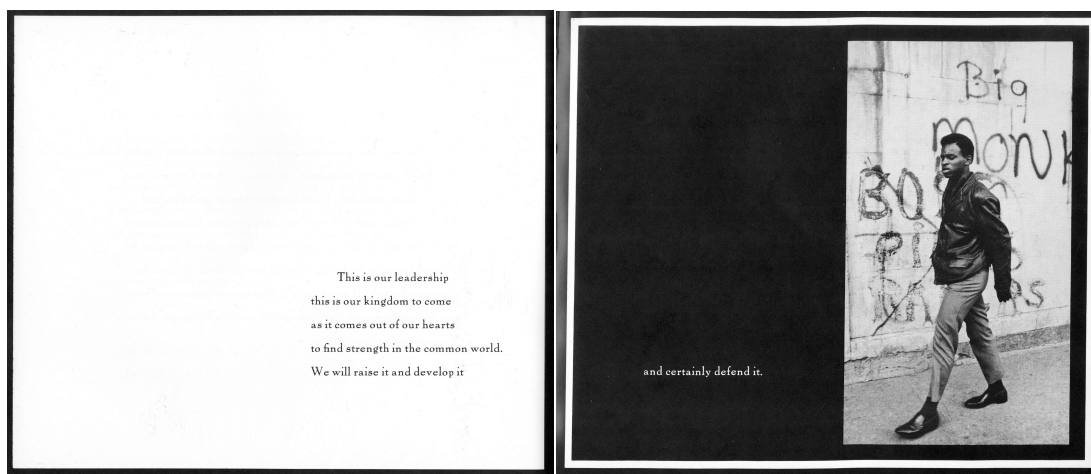 This is our leadership
this is our kingdom to come
as it comes out of our hearts
to find strength in the common world.
We will raise it and develop it
and certainly defend it.
Big
MONK